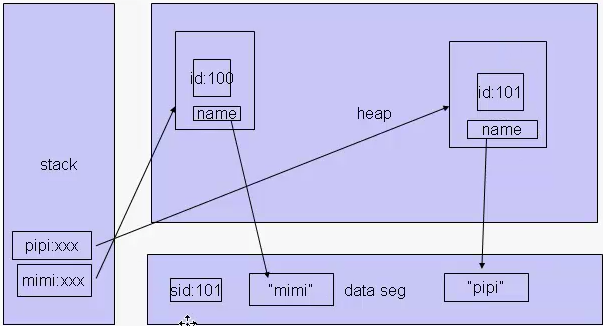 id:100
name
heap
id:101
name
stack
pipi:xxx
mimi:xxx
sid:101
"mimi"
data seg
"pipi"